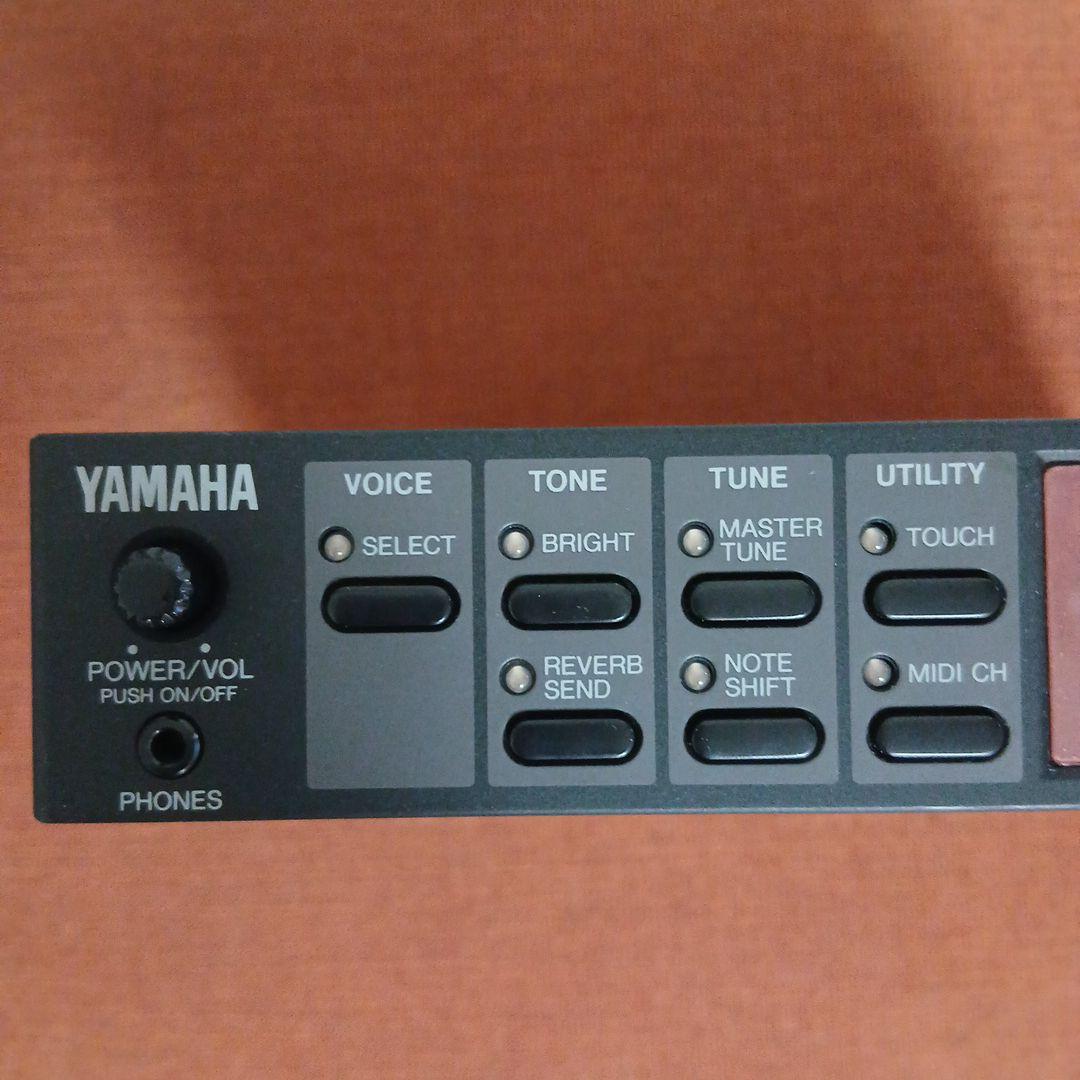 YAMAHA
POWER/VOL
PUSH ON/OFF
PHONES
VOICE
SELECT
TONE
BRIGHT
REVERB
SEND
TUNE
MASTER
TUNE
NOTE
SHIFT
UTILITY
TOUCH
MIDI CH